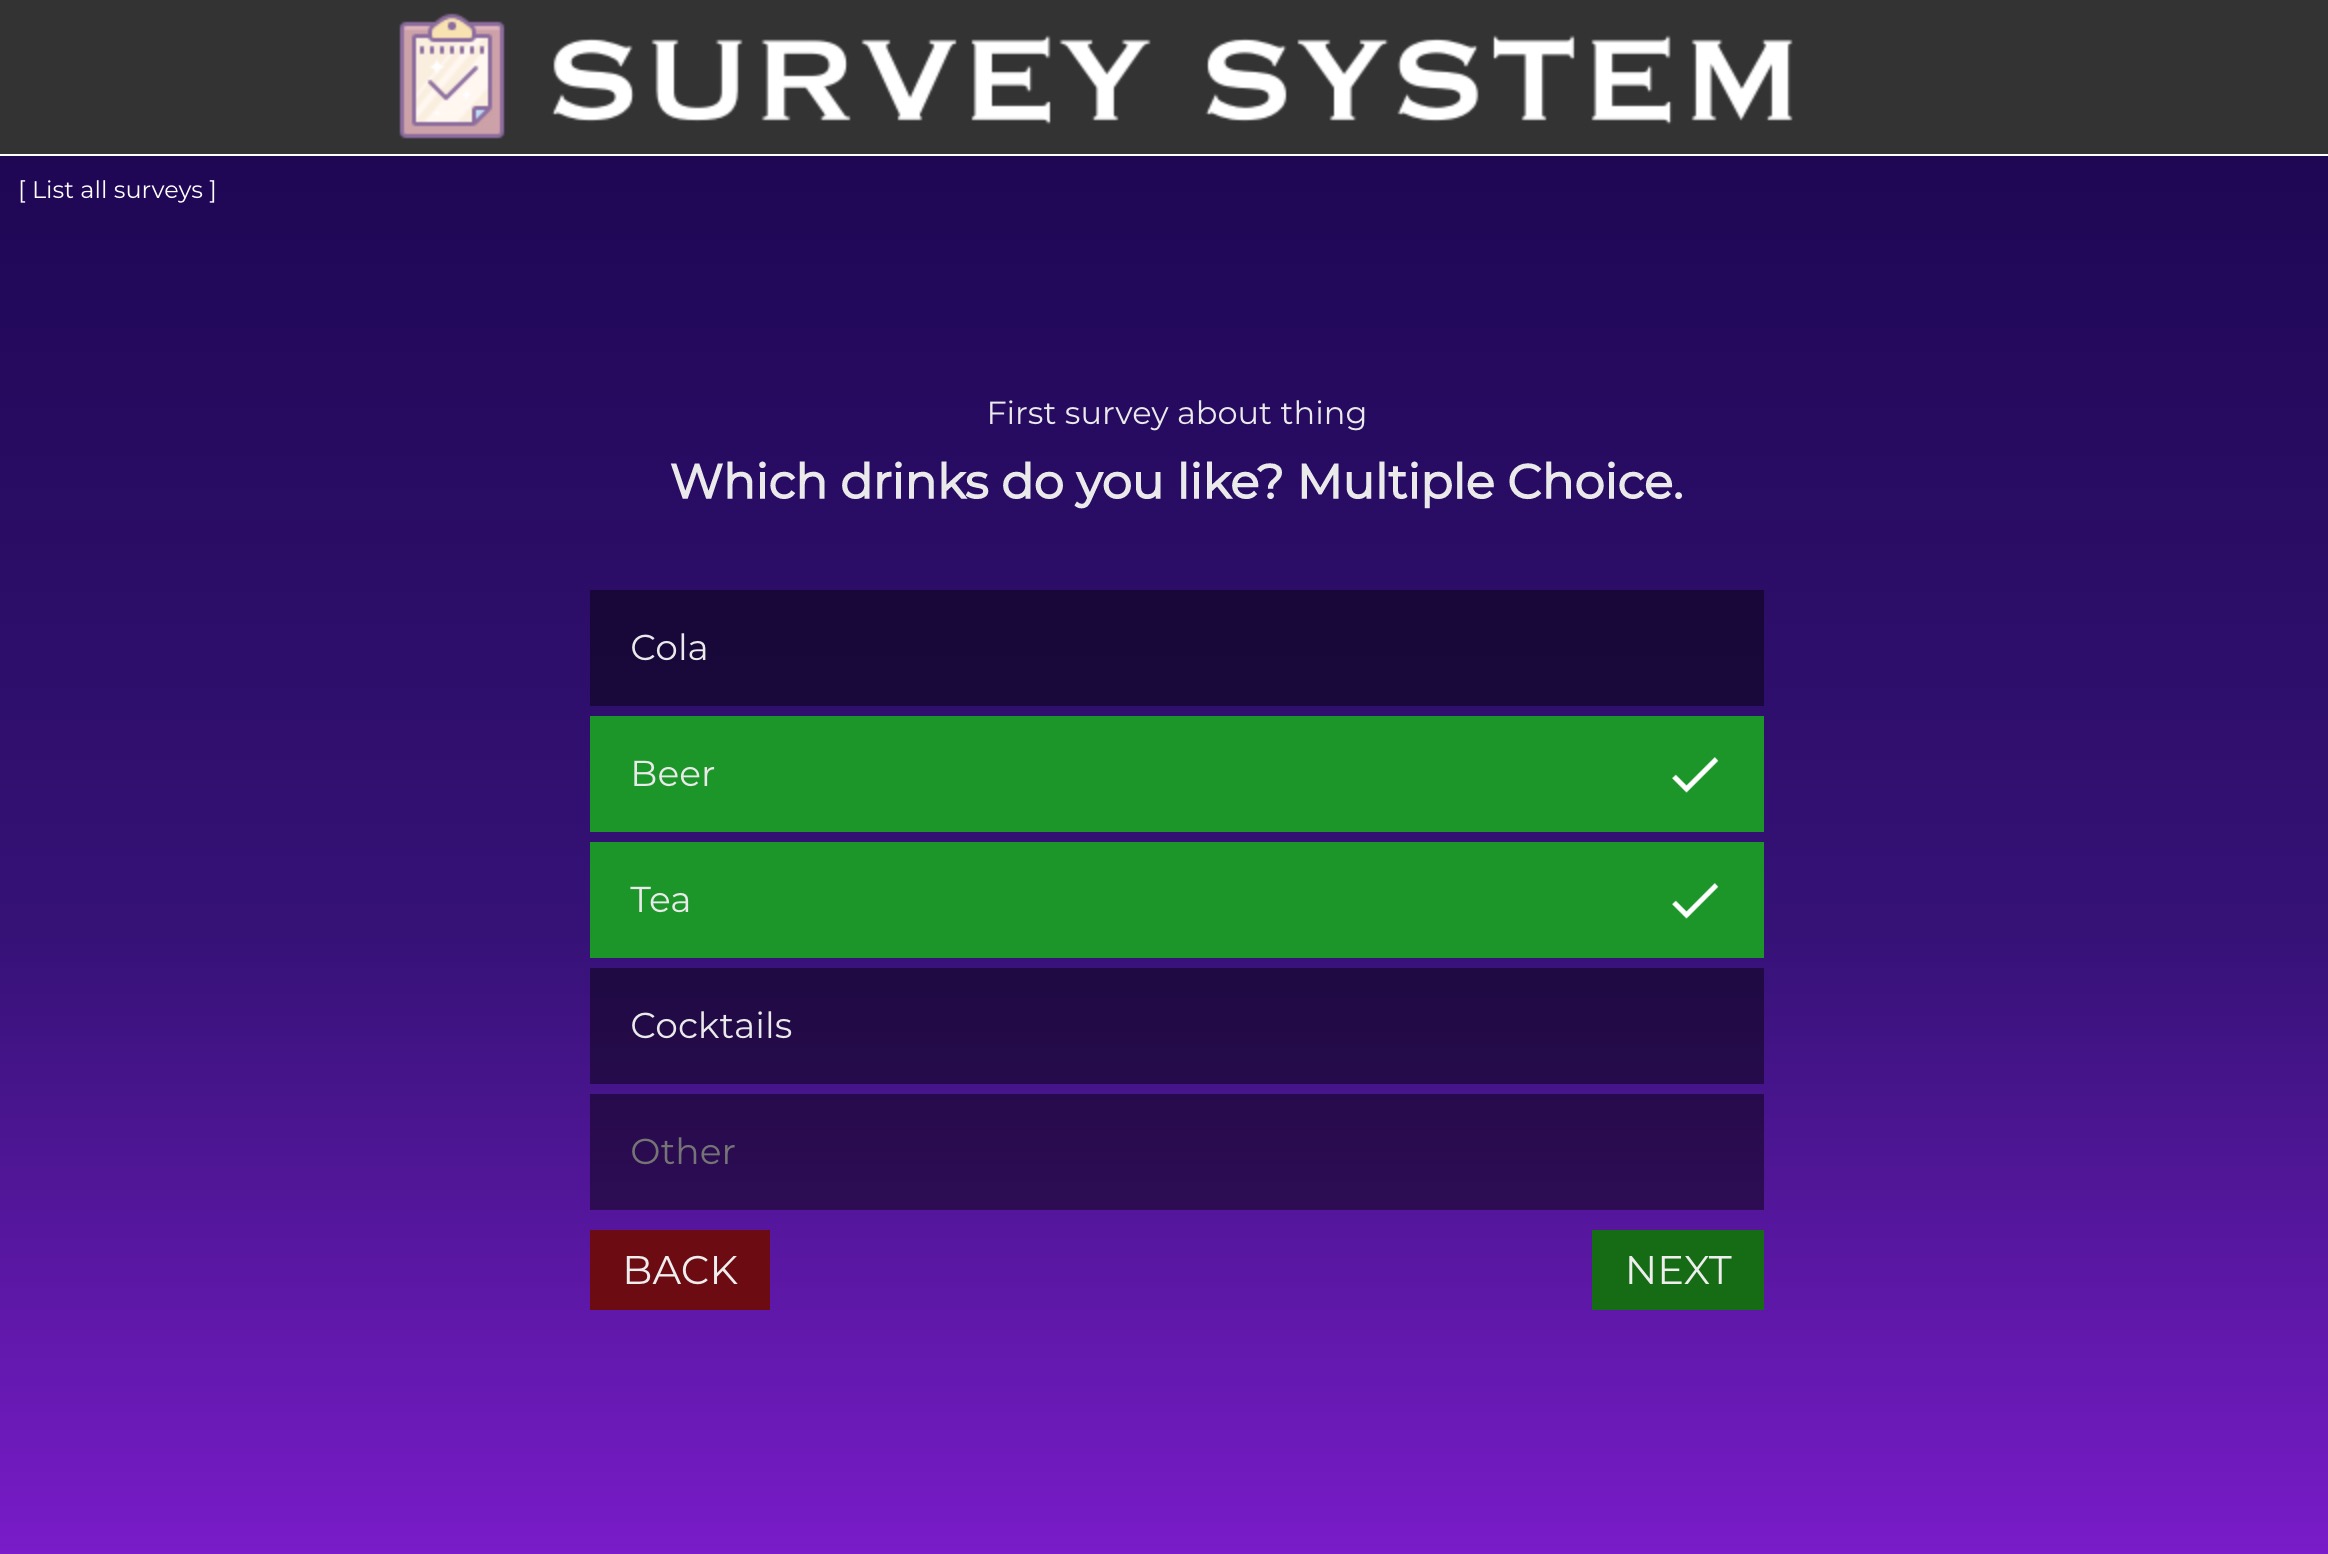 SURVEY SYSTEM
[ List all surveys ]
First survey about thing
Which drinks do you like? Multiple Choice.
Cola
Beer
Tea
Cocktails
Other
BACK
NEXT